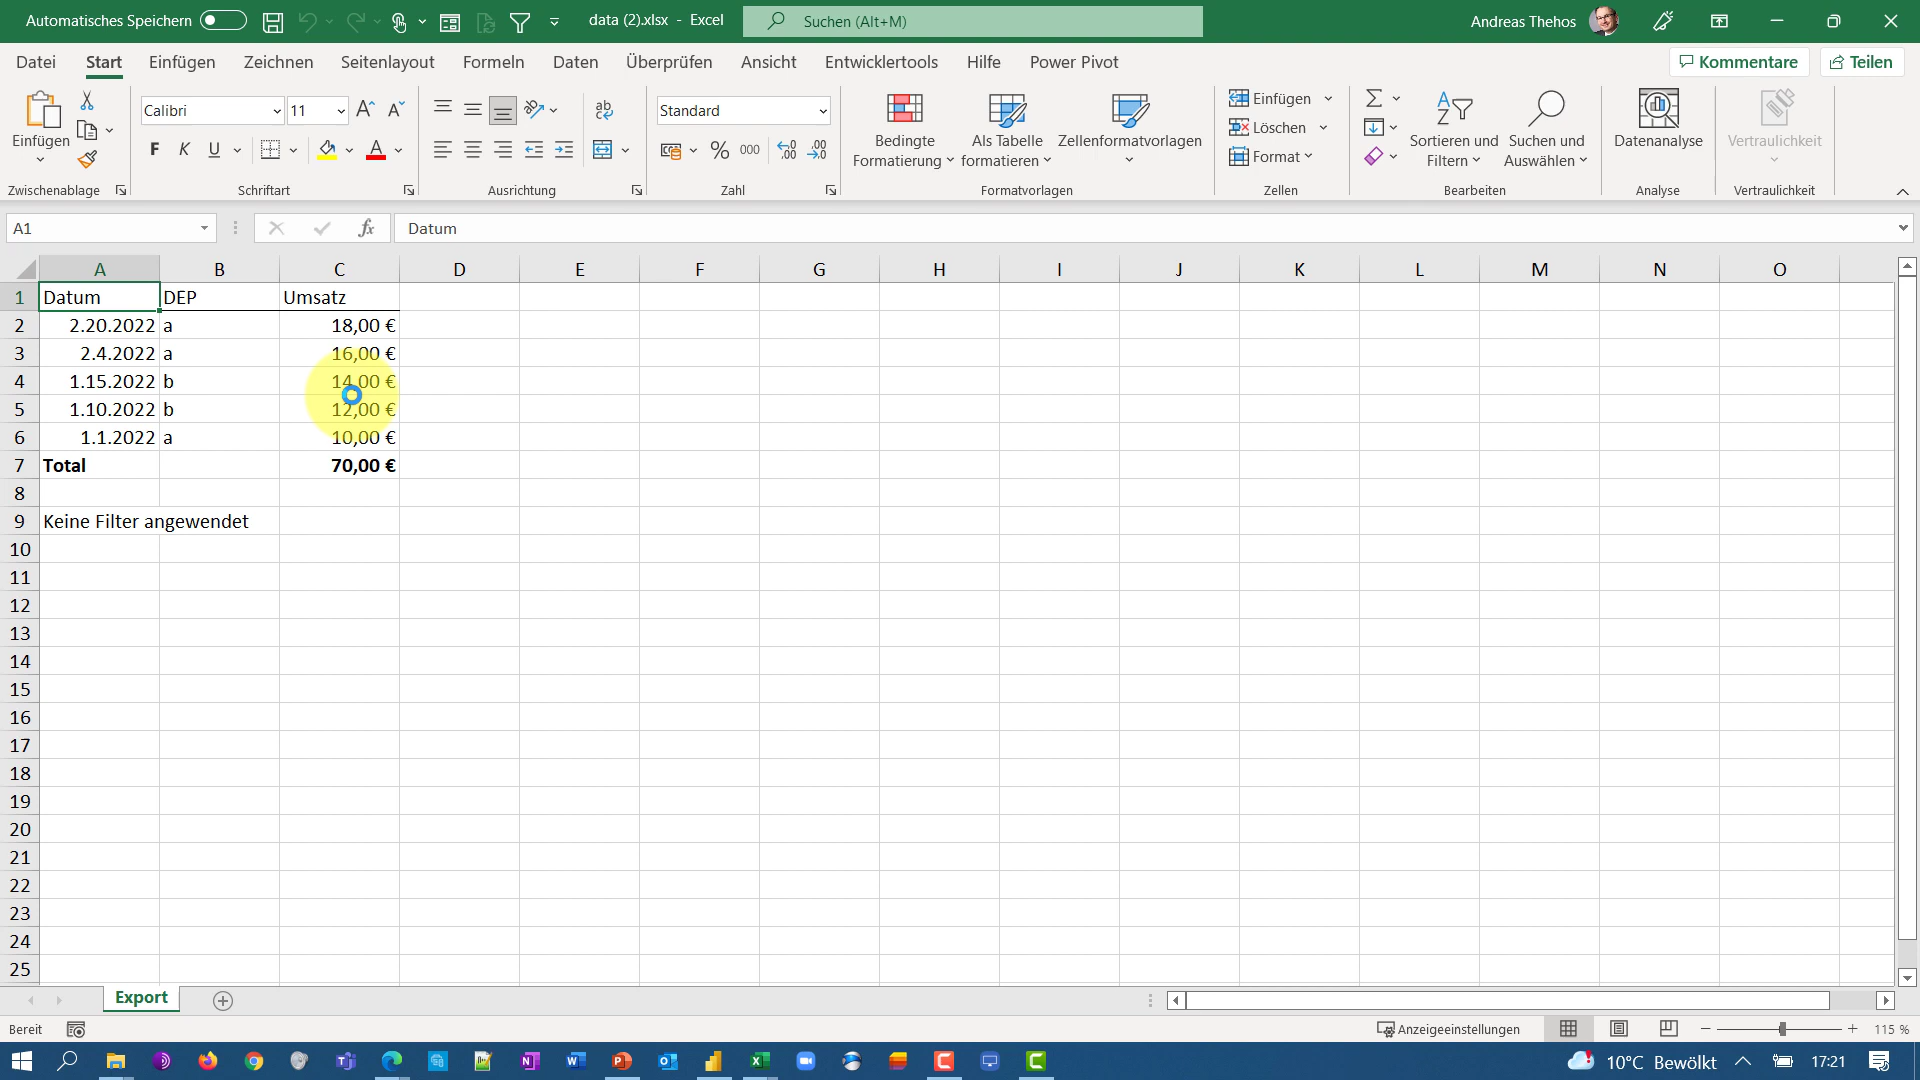 Automatisches Speichern
data (2).xlsx - Excel
Suchen (Alt+M)
Andreas Thehos
Datei Start Einfügen Zeichnen Seitenlayout Formeln Daten Überprüfen Ansicht Entwicklertools Hilfe Power Pivot
Kommentare Teilen
Einfügen
Calibri 11
F K U
ab
Standard
% 000
Bedingte Formatierung
Als Tabelle formatieren
Zellenformatvorlagen
Einfügen
Löschen
Format
Sortieren und Filtern
Suchen und Auswählen
Datenanalyse
Vertraulichkeit
Zwischenablage Schriftart Ausrichtung Zahl Formatvorlagen Zellen Bearbeiten Analyse Vertraulichkeit
A1 fx Datum
A B C D E F G H I J K L M N O
1 Datum DEP Umsatz
2 2.20.2022 a 18,00 €
3 2.4.2022 a 16,00 €
4 1.15.2022 b 14,00 €
5 1.10.2022 b 12,00 €
6 1.1.2022 a 10,00 €
7 Total 70,00 €
8
9 Keine Filter angewendet
10
11
12
13
14
15
16
17
18
19
20
21
22
23
24
25
Export
Bereit
Anzeigeeinstellungen
115 %
10°C Bewölkt
17:21